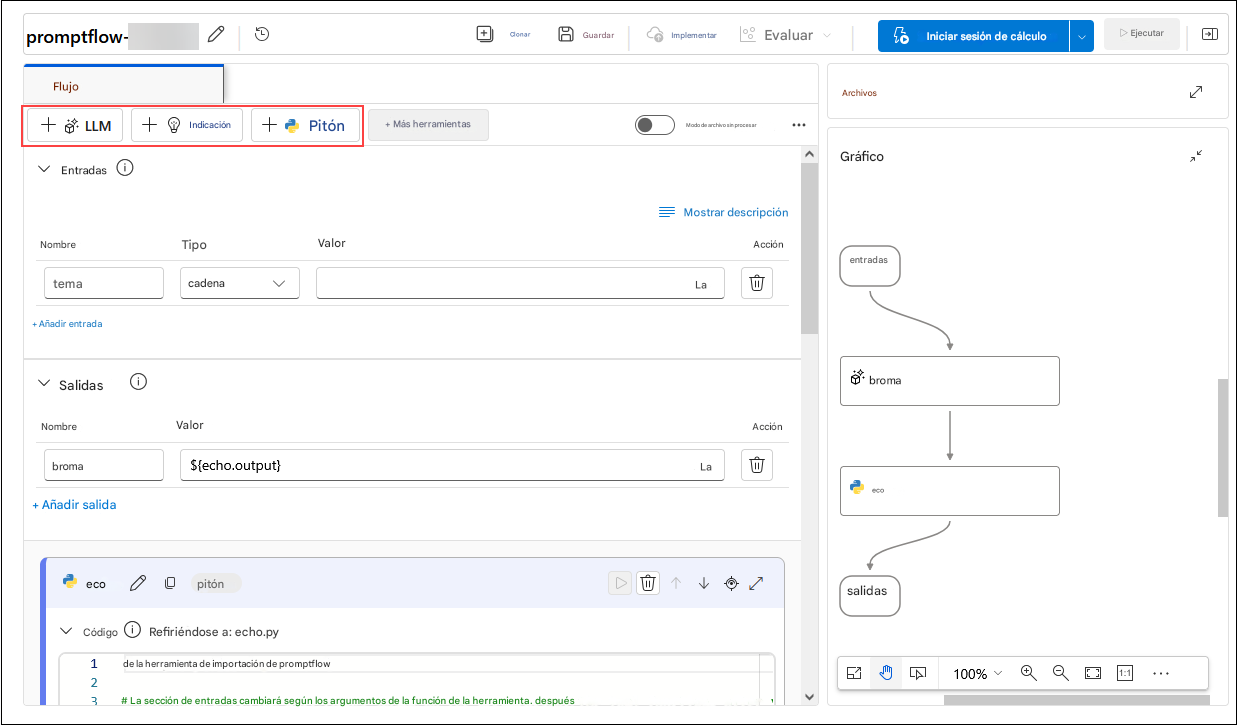 promptflow-
Clonar
Guardar
Implementar
Evaluar
Iniciar sesión de cálculo
Ejecutar
Flujo
LLM
Indicación
Pitón
+ Más herramientas
Modo de archivo sin procesar
Entradas
Mostrar descripción
Nombre Tipo Valor Acción
tema cadena La
+ Añadir entrada
Salidas
Nombre Valor Acción
broma ${echo.output} La
+ Añadir salida
eco pitón
Código Refiriéndose a: echo.py
1 de la herramienta de importación de promptflow
2
3 # La sección de entradas cambiará según los argumentos de la función de la herramienta, después
Archivos
Gráfico
entradas
broma
eco
salidas
100%
1:1